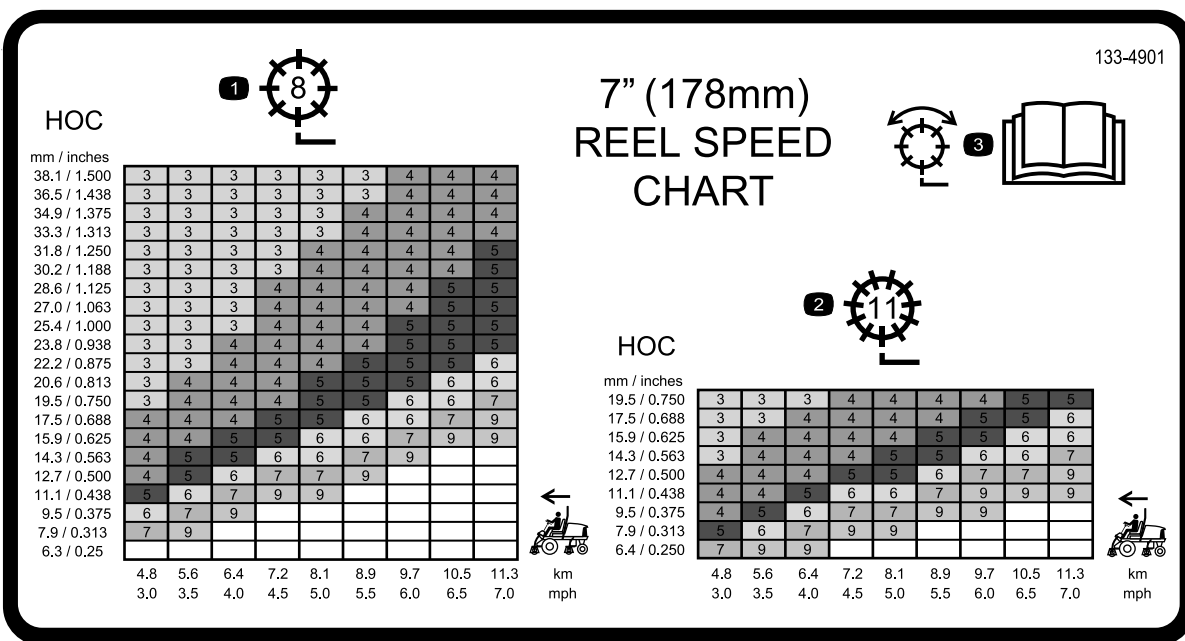 133-4901
7” (178mm)
REEL SPEED
CHART
3
1
8
HOC
mm / inches
38.1 / 1.500 3 3 3 3 3 3 4 4 4
36.5 / 1.438 3 3 3 3 3 3 4 4 4
34.9 / 1.375 3 3 3 3 3 4 4 4 4
33.3 / 1.313 3 3 3 3 3 4 4 4 4
31.8 / 1.250 3 3 3 3 4 4 4 4 5
30.2 / 1.188 3 3 3 3 4 4 4 4 5
28.6 / 1.125 3 3 3 4 4 4 4 5 5
27.0 / 1.063 3 3 3 4 4 4 4 5 5
25.4 / 1.000 3 3 3 4 4 4 5 5 5
23.8 / 0.938 3 3 4 4 4 4 5 5 5
22.2 / 0.875 3 3 4 4 4 5 5 5 6
20.6 / 0.813 3 4 4 4 5 5 5 6 6
19.5 / 0.750 3 4 4 4 5 5 6 6 7
17.5 / 0.688 4 4 4 5 5 6 6 7 9
15.9 / 0.625 4 4 5 5 6 6 7 9 9
14.3 / 0.563 4 5 5 6 6 7 9
12.7 / 0.500 4 5 6 7 7 9
11.1 / 0.438 5 6 7 9 9
9.5 / 0.375 6 7 9
7.9 / 0.313 7 9
6.3 / 0.25
4.8 5.6 6.4 7.2 8.1 8.9 9.7 10.5 11.3 km
3.0 3.5 4.0 4.5 5.0 5.5 6.0 6.5 7.0 mph
2
11
HOC
mm / inches
19.5 / 0.750 3 3 3 4 4 4 4 5 5
17.5 / 0.688 3 3 4 4 4 4 5 5 6
15.9 / 0.625 3 4 4 4 4 5 5 6 6
14.3 / 0.563 3 4 4 4 5 5 6 6 7
12.7 / 0.500 4 4 4 5 5 6 7 7 9
11.1 / 0.438 4 4 5 6 6 7 9 9 9
9.5 / 0.375 4 5 6 7 7 9 9
7.9 / 0.313 5 6 7 9 9
6.4 / 0.250 7 9 9
4.8 5.6 6.4 7.2 8.1 8.9 9.7 10.5 11.3 km
3.0 3.5 4.0 4.5 5.0 5.5 6.0 6.5 7.0 mph